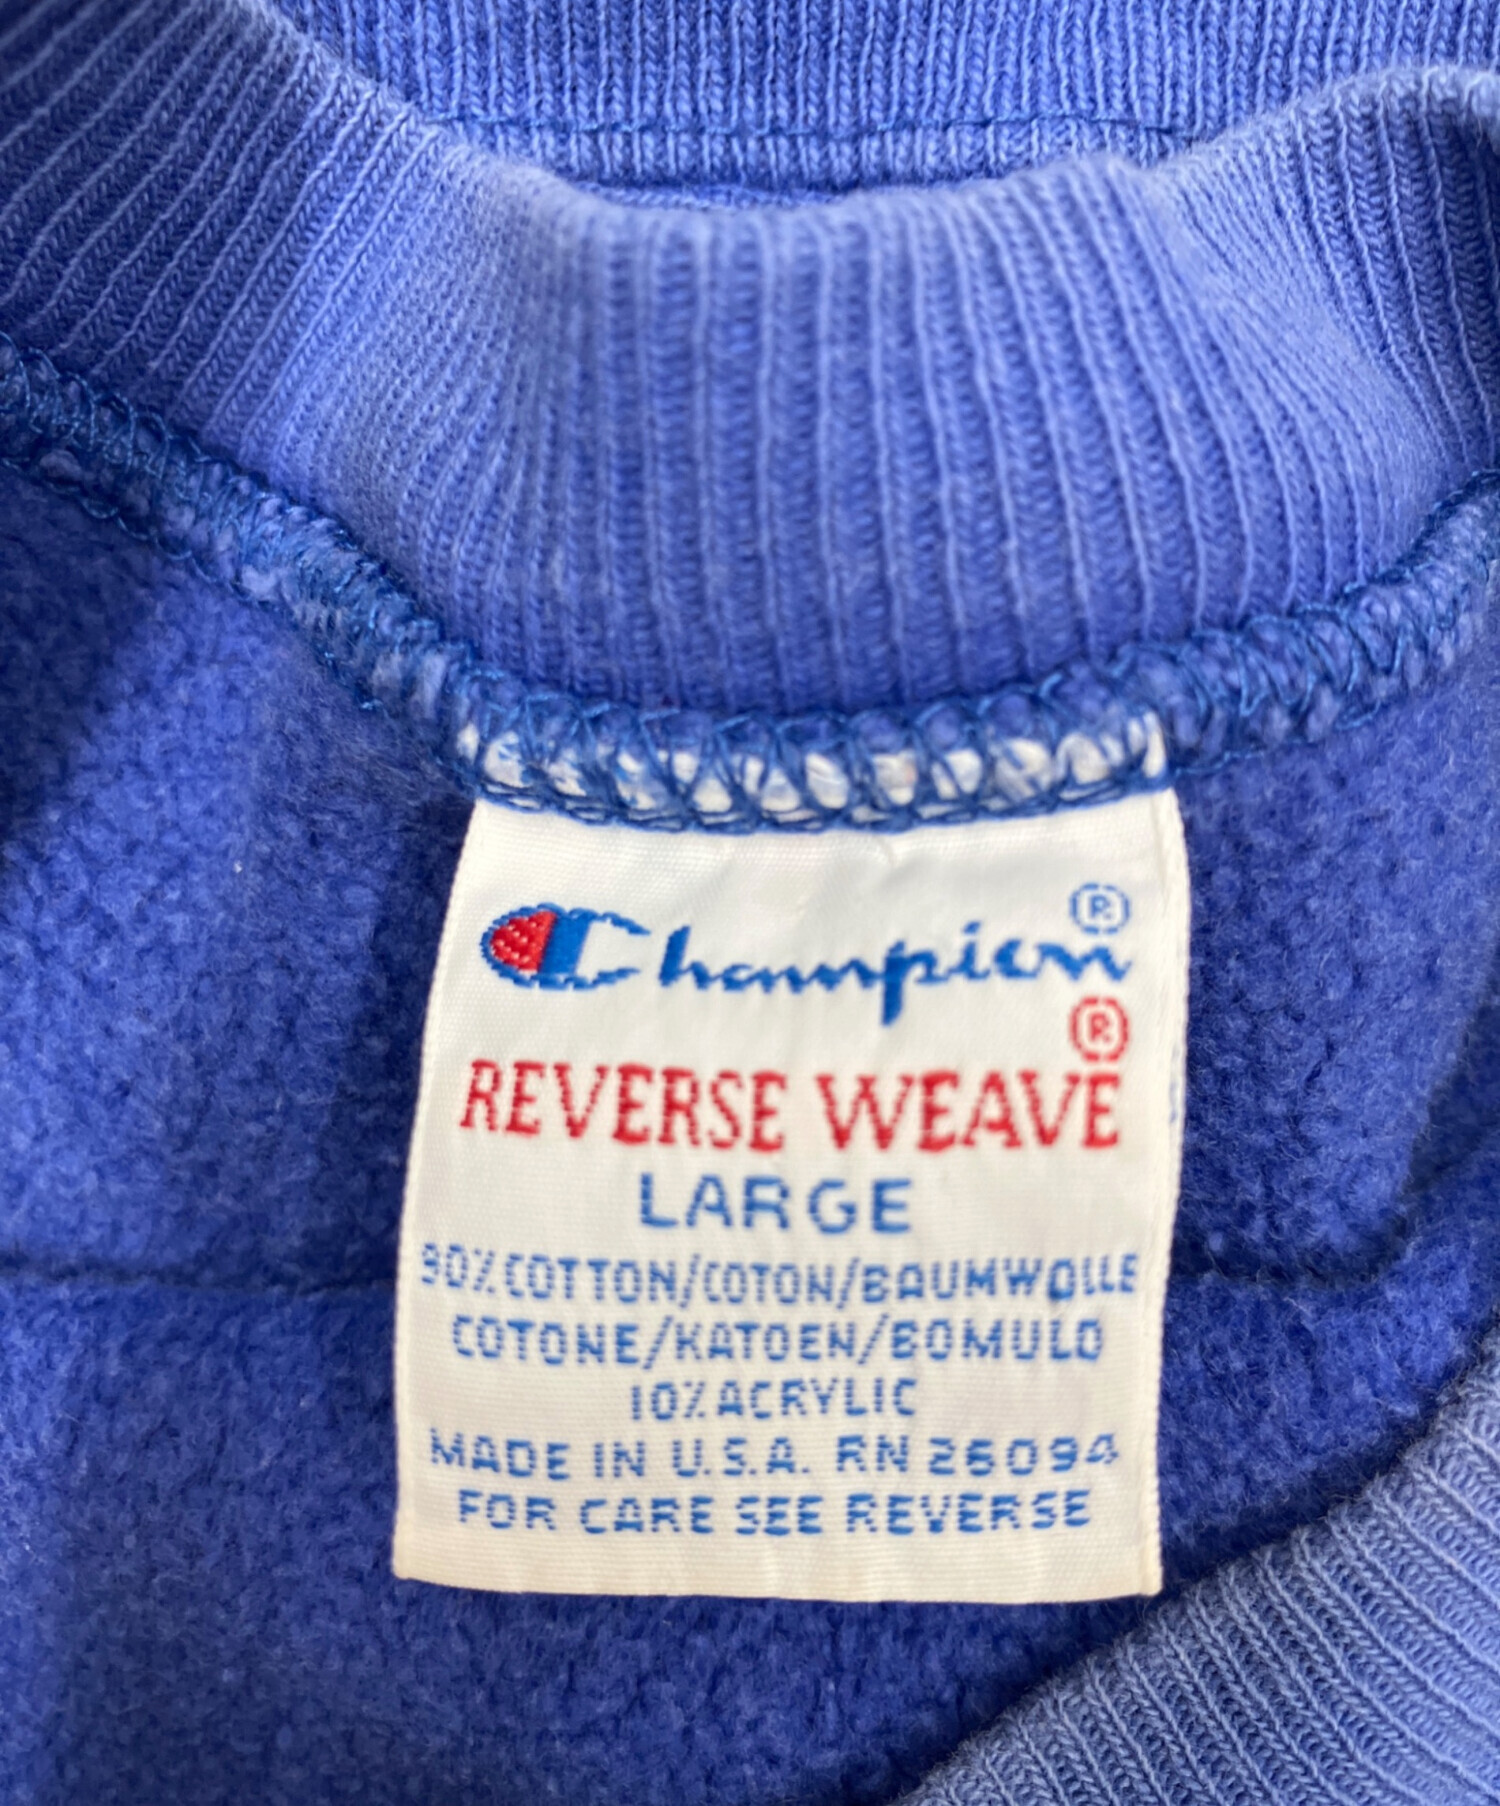 Champion®
REVERSE WEAVE®
LARGE
90% COTTON/COTON/BAUMWOLLE
COTONE/KATOEN/BOMULD
10% ACRYLIC
MADE IN U.S.A. RN 26094
FOR CARE SEE REVERSE